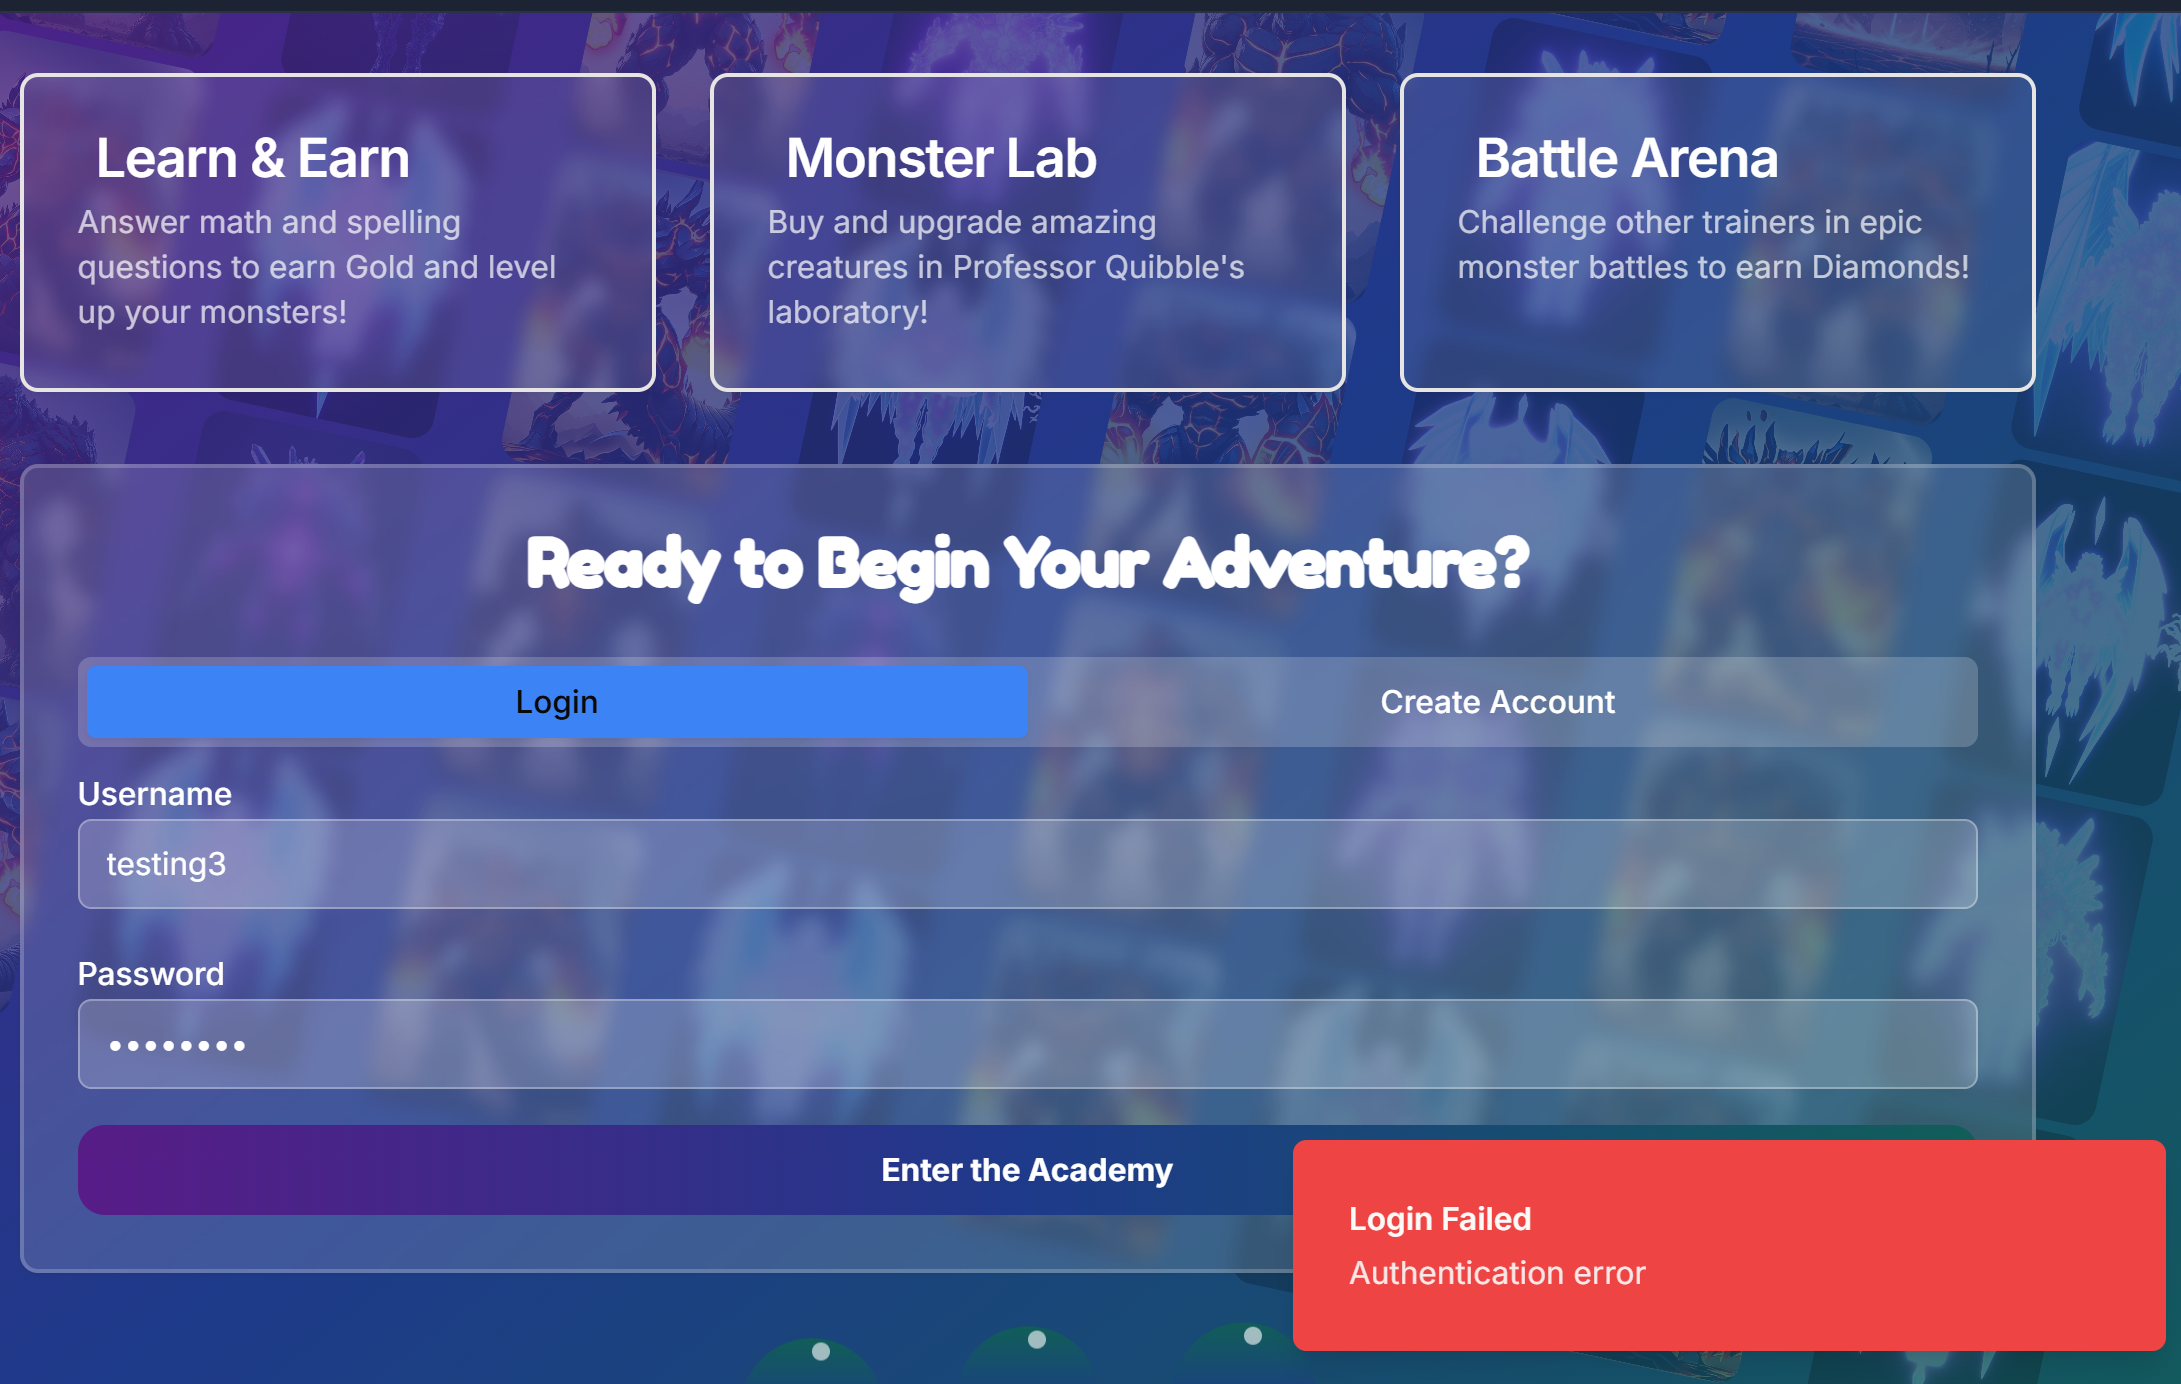 Learn & Earn
Answer math and spelling
questions to earn Gold and level
up your monsters!
Monster Lab
Buy and upgrade amazing
creatures in Professor Quibble's
laboratory!
Battle Arena
Challenge other trainers in epic
monster battles to earn Diamonds!
Ready to Begin Your Adventure?
Login
Create Account
Username
testing3
Password
••••••••
Enter the Academy
Login Failed
Authentication error